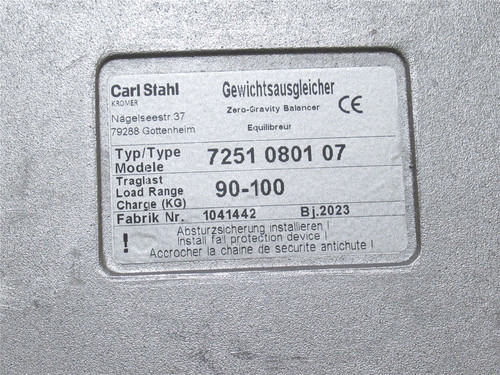 Carl Stahl
KROMER
Nägelseestr.37
79288 Gottenheim
Gewichtsausgleicher
Zero-Gravity Balancer
Equilibreur
CE
Typ/Type
Modele
7251 0801 07
Traglast
Load Range
Charge (KG)
90-100
Fabrik Nr. 1041442 Bj.2023
! Absturzsicherung installieren !
Install fall protection device !
Accrocher la chaine de securite antichute !